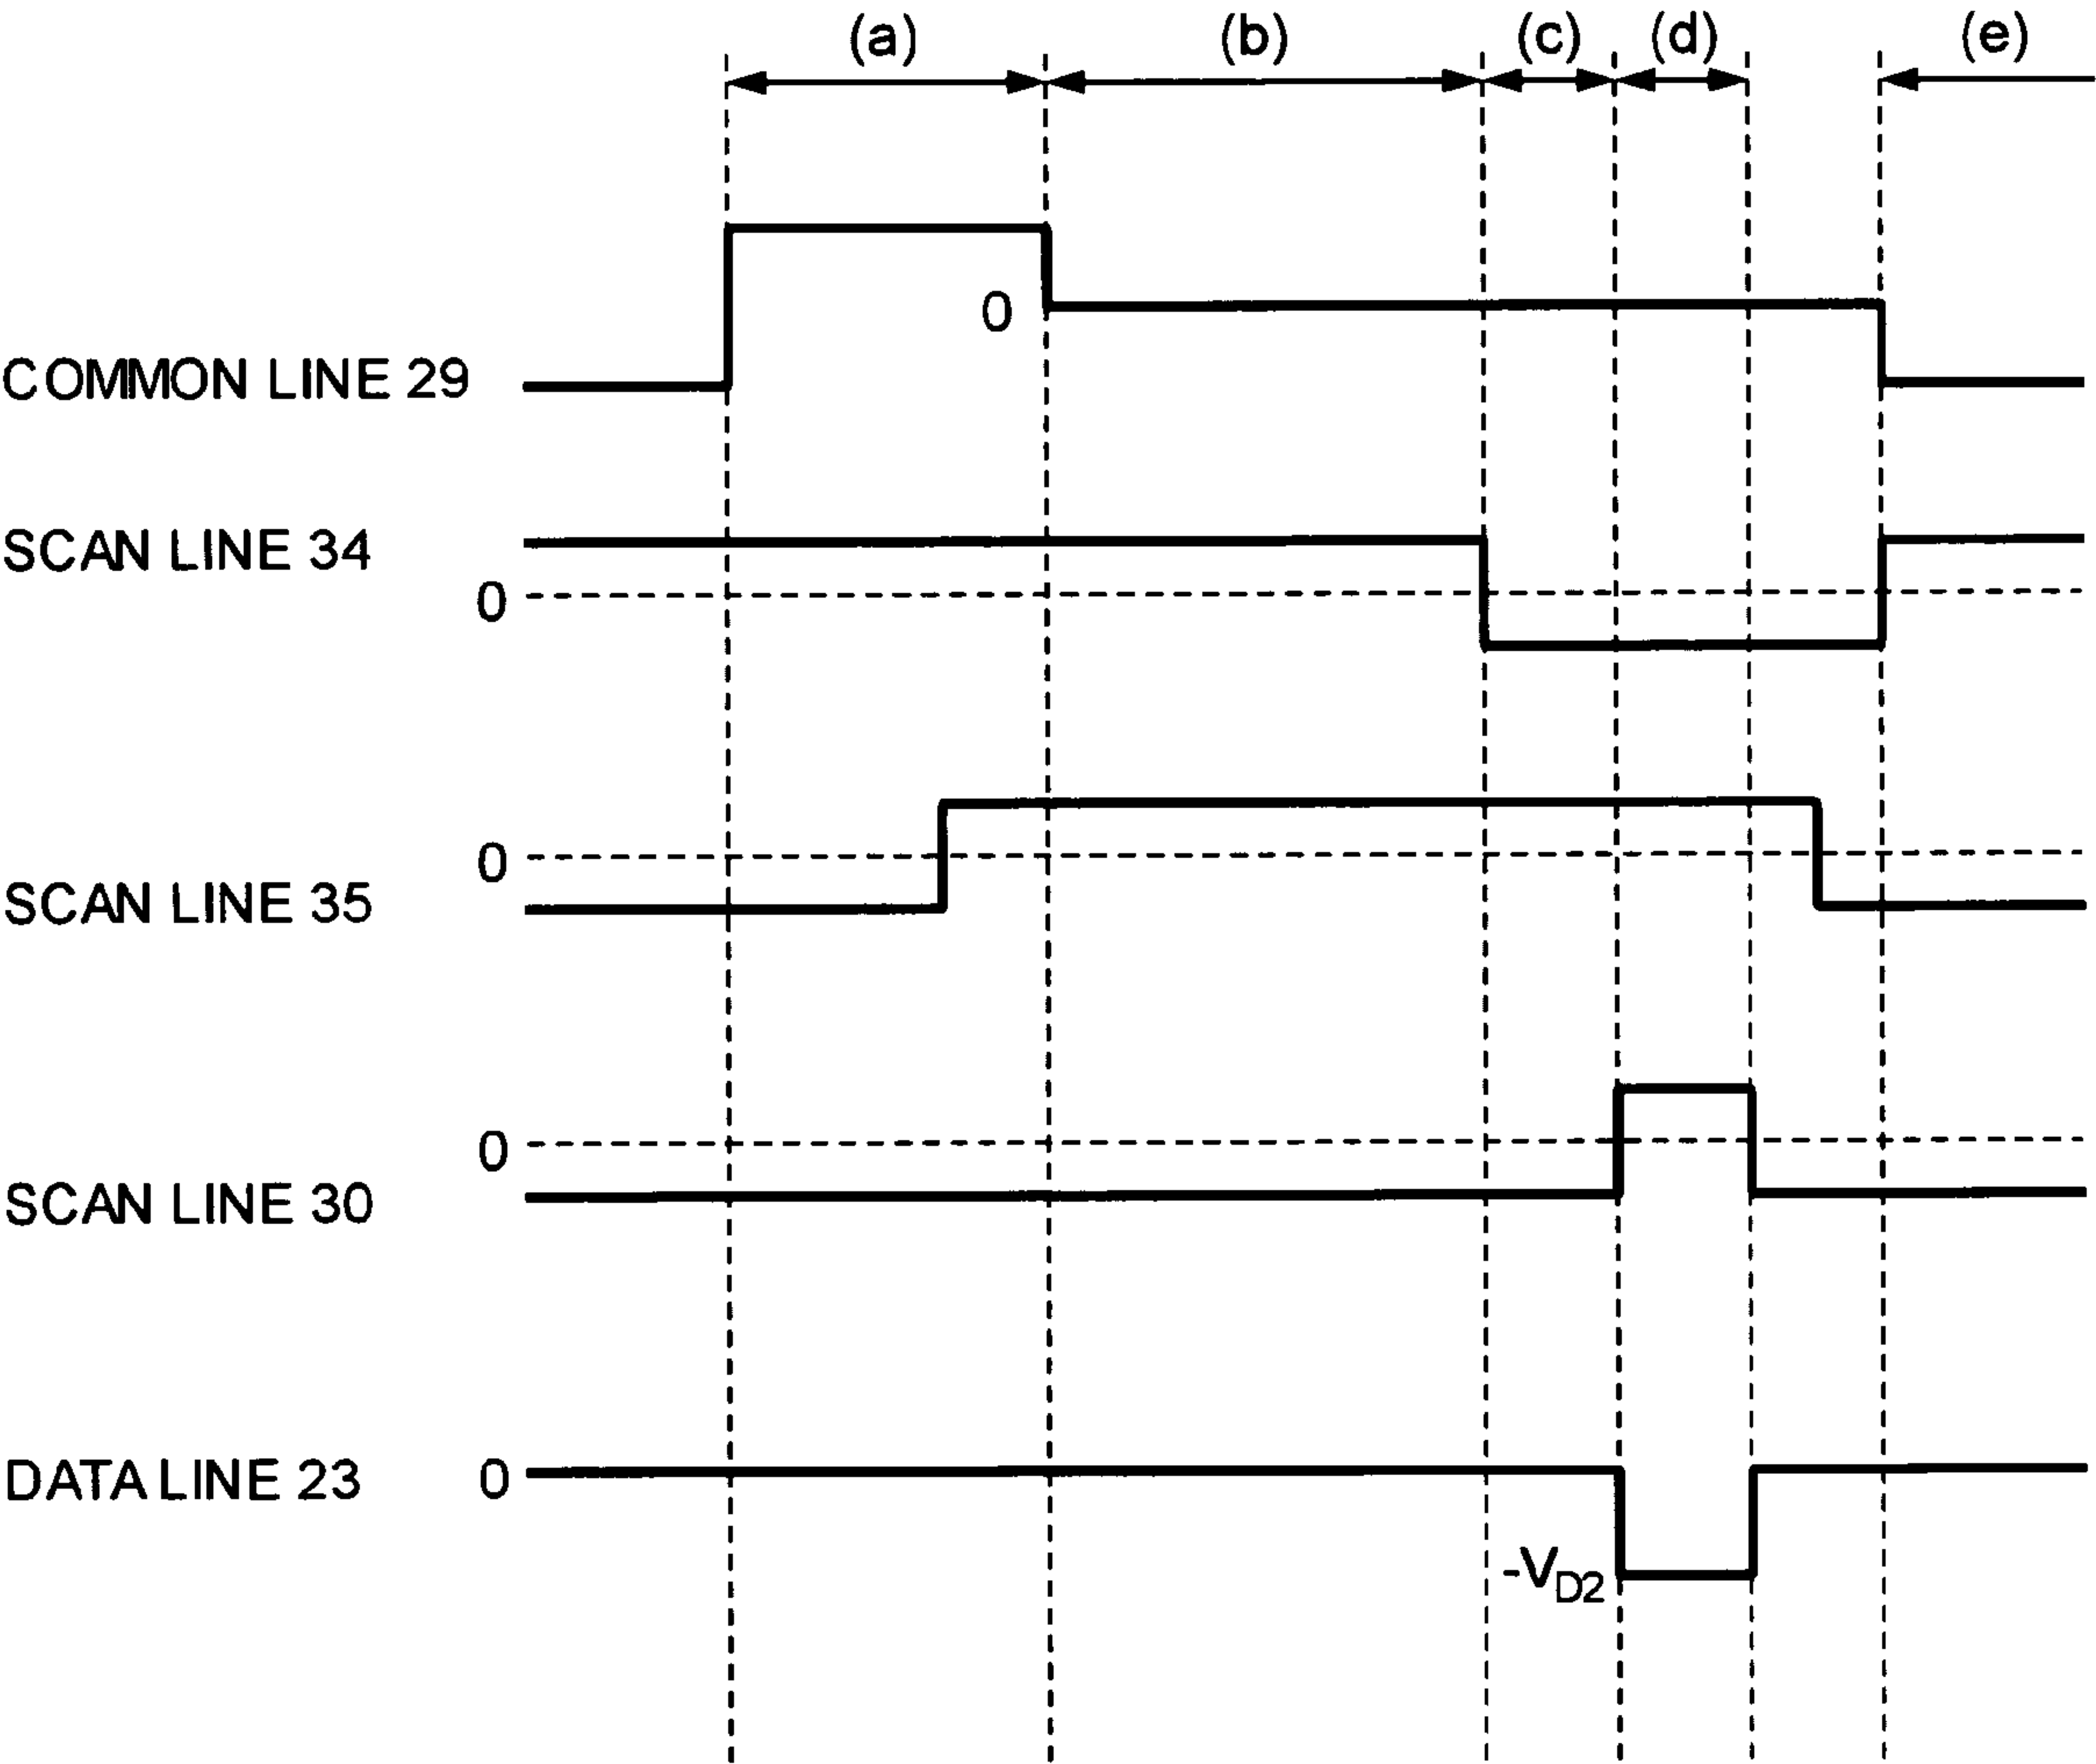 (a) (b) (c) (d) (e)
0
COMMON LINE 29
SCAN LINE 34
0
0
SCAN LINE 35
0
SCAN LINE 30
DATA LINE 23 0
-VD2